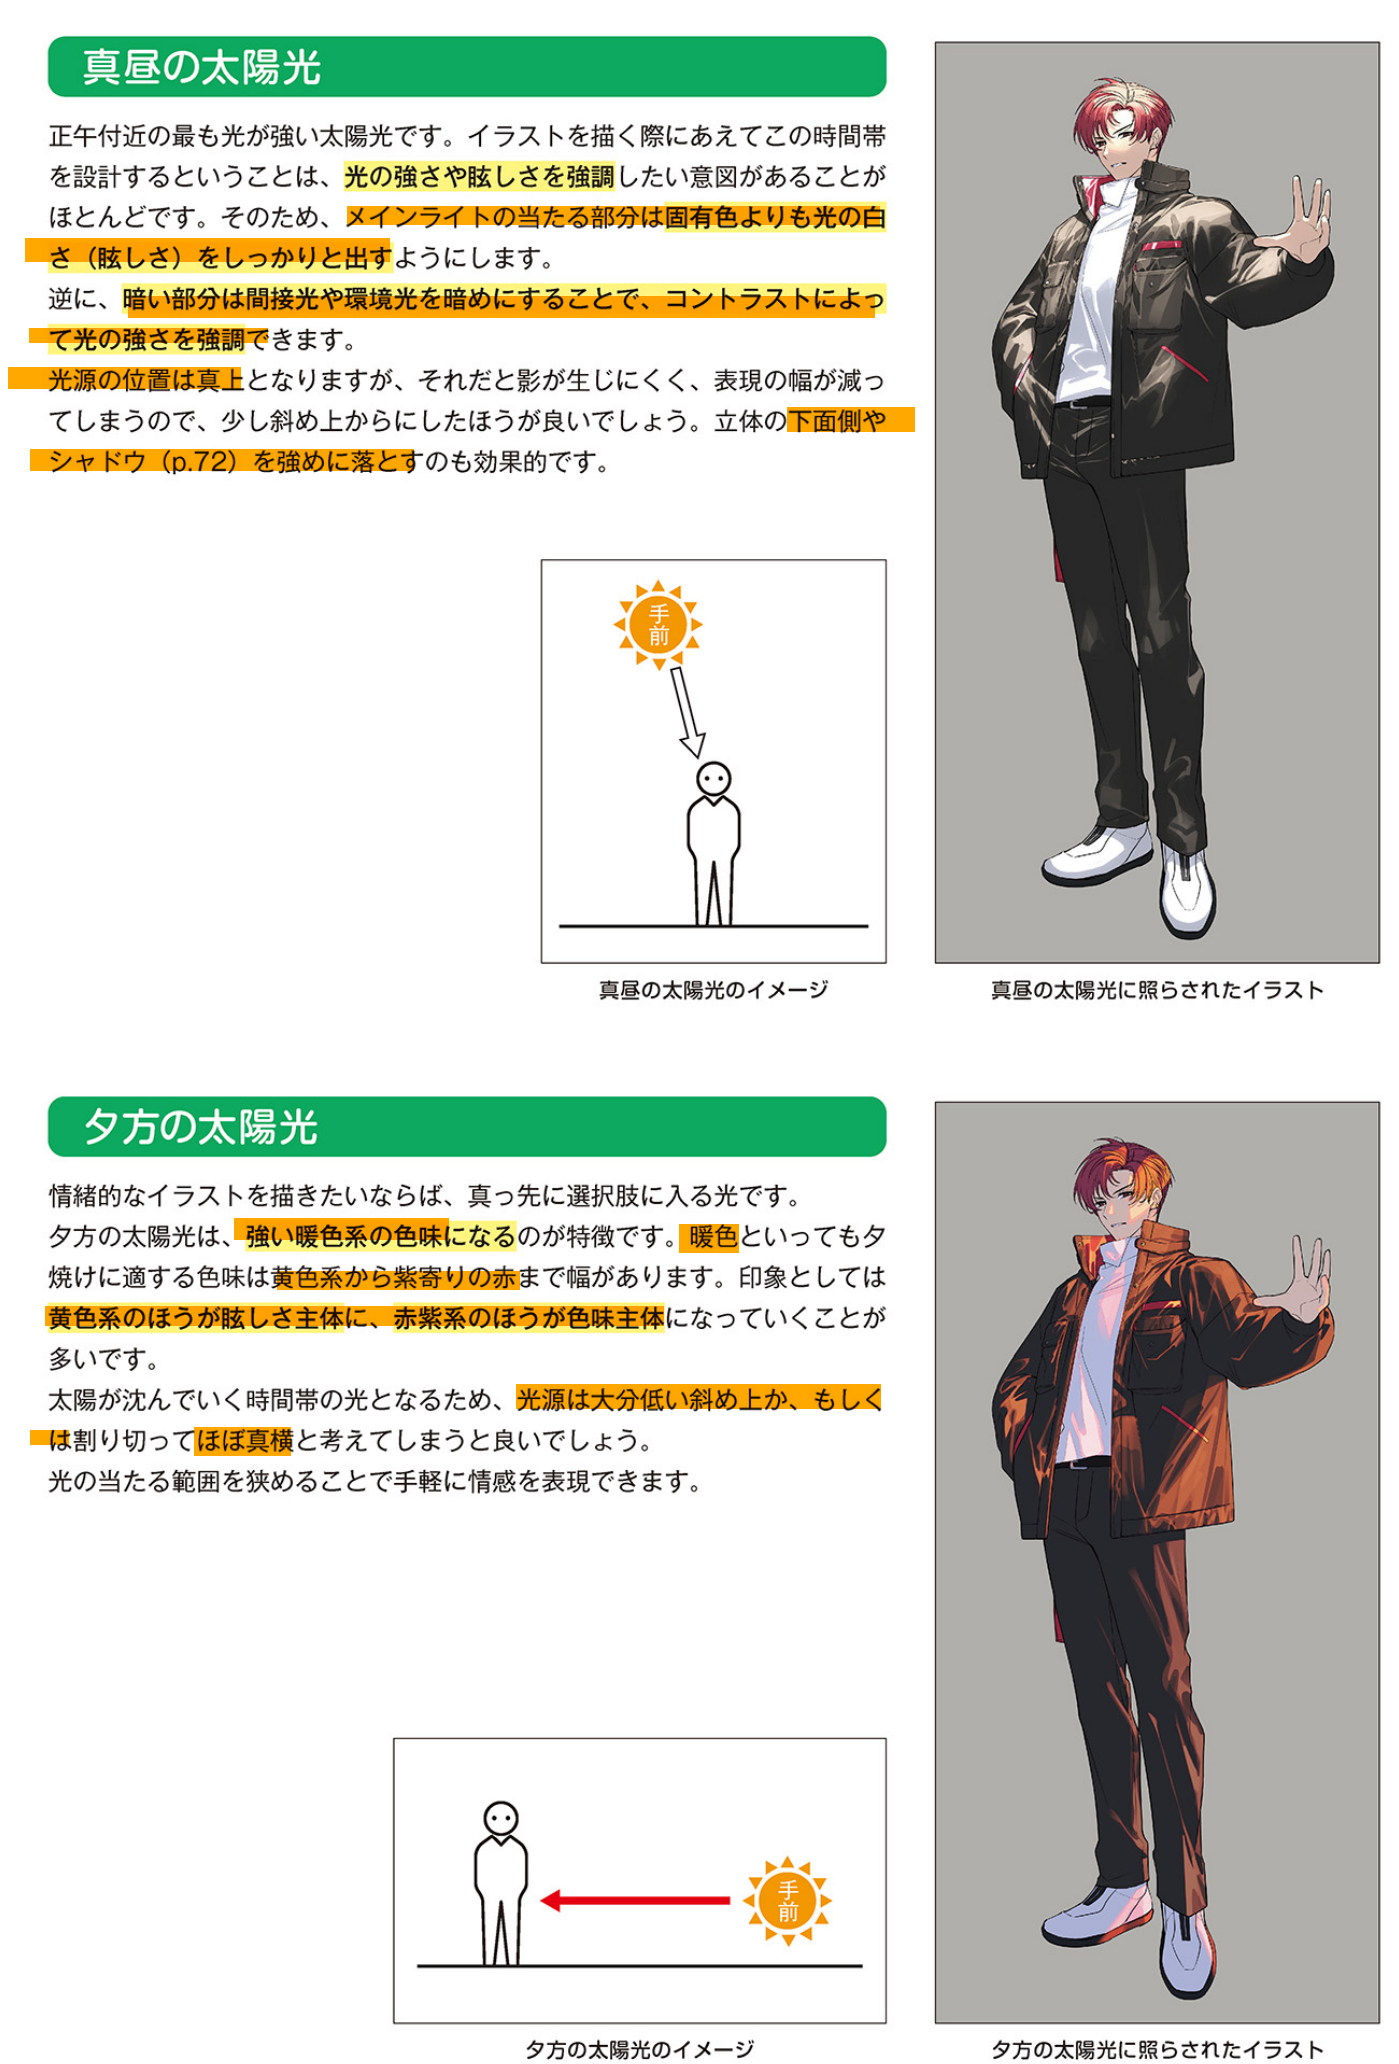 真昼の太陽光
正午付近の最も光が強い太陽光です。イラストを描く際にあえてこの時間帯
を設計するということは、光の強さや眩しさを強調したい意図があることが
ほとんどです。そのため、メインライトの当たる部分は固有色よりも光の白
さ（眩しさ）をしっかりと出すようにします。
逆に、暗い部分は間接光や環境光を暗めにすることで、コントラストによっ
て光の強さを強調できます。
光源の位置は真上となりますが、それだと影が生じにくく、表現の幅が減っ
てしまうので、少し斜め上からにしたほうが良いでしょう。立体の下面側や
シャドウ（p.72）を強めに落とすのも効果的です。
手
前
真昼の太陽光のイメージ
真昼の太陽光に照らされたイラスト
夕方の太陽光
情緒的なイラストを描きたいならば、真っ先に選択肢に入る光です。
夕方の太陽光は、強い暖色系の色味になるのが特徴です。暖色といっても夕
焼けに適する色味は黄色系から紫寄りの赤まで幅があります。印象としては
黄色系のほうが眩しさ主体に、赤紫系のほうが色味主体になっていくことが
多いです。
太陽が沈んでいく時間帯の光となるため、光源は大分低い斜め上か、もしく
は割り切ってほぼ真横と考えてしまうと良いでしょう。
光の当たる範囲を狭めることで手軽に情感を表現できます。
手
前
夕方の太陽光のイメージ
夕方の太陽光に照らされたイラスト